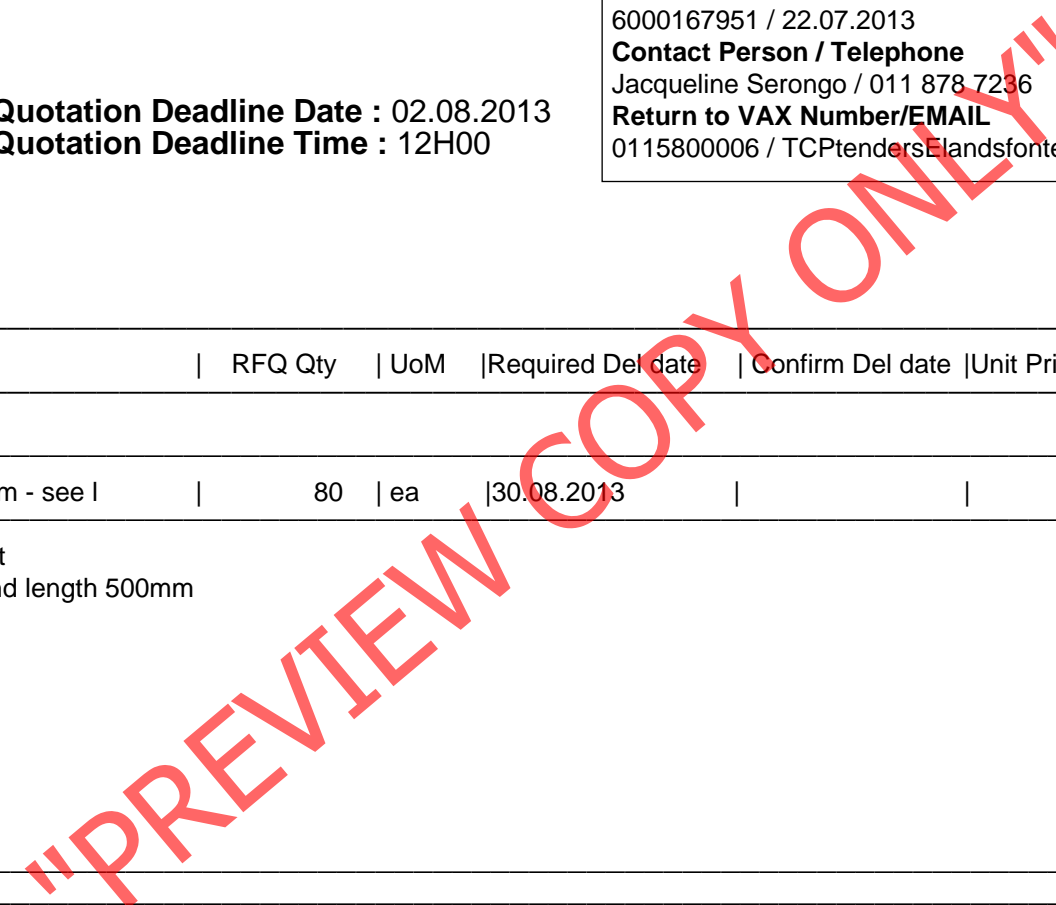 6000167951 / 22.07.2013
Contact Person / Telephone
Jacqueline Serongo / 011 878 7236
Return to VAX Number/EMAIL
0115800006 / TCPtendersElandsfonte
Quotation Deadline Date : 02.08.2013
Quotation Deadline Time : 12H00
| RFQ Qty | UoM |Required Del date | Confirm Del date |Unit Pri
m - see l | 80 | ea |30.08.2013 | |
t
d length 500mm
"PREVIEW COPY ONLY"